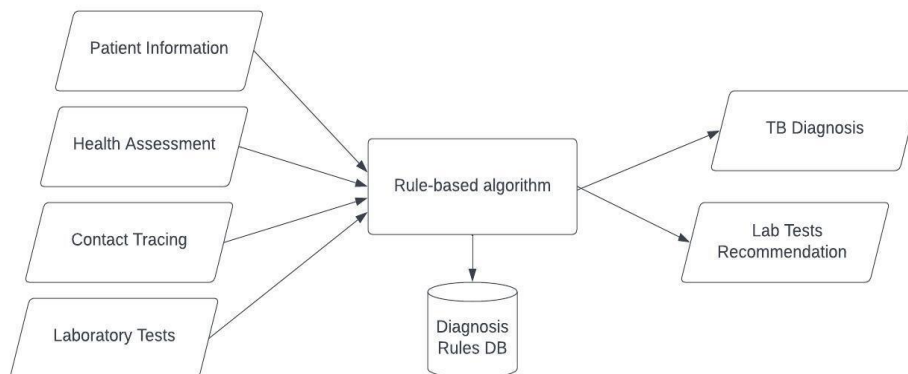 Patient Information
Health Assessment
Contact Tracing
Laboratory Tests
Rule-based algorithm
Diagnosis
Rules DB
TB Diagnosis
Lab Tests
Recommendation